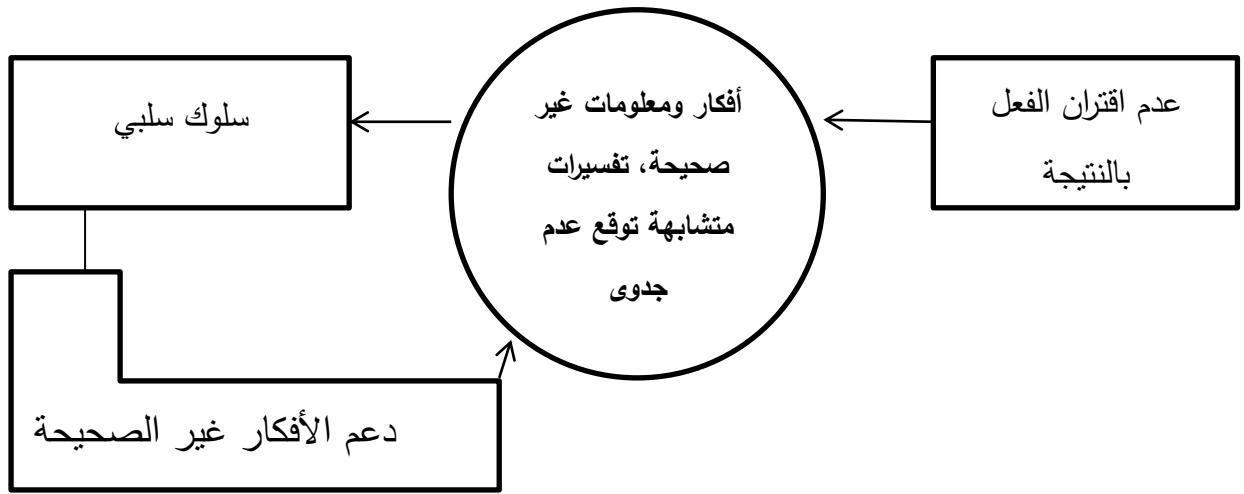 عدم اقتران الفعل
بالنتيجة
أفكار ومعلومات غير
صحيحة، تفسيرات
متشابهة توقع عدم
جدوى
سلوك سلبي
دعم الأفكار غير الصحيحة